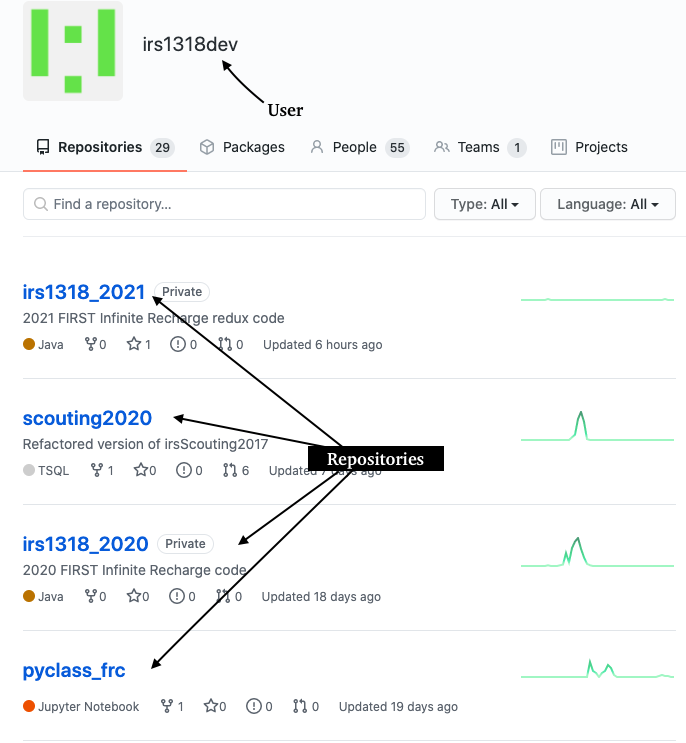 irs1318dev
User
Repositories 29 Packages People 55 Teams 1 Projects
Find a repository... Type: All Language: All
irs1318_2021 Private
2021 FIRST Infinite Recharge redux code
Java 0 1 0 0 Updated 6 hours ago
scouting2020
Refactored version of irsScouting2017
Repositories
TSQL 1 0 0 6 Updated 7 days ago
irs1318_2020 Private
2020 FIRST Infinite Recharge code
Java 0 0 0 0 Updated 18 days ago
pyclass_frc
Jupyter Notebook 1 0 0 0 Updated 19 days ago